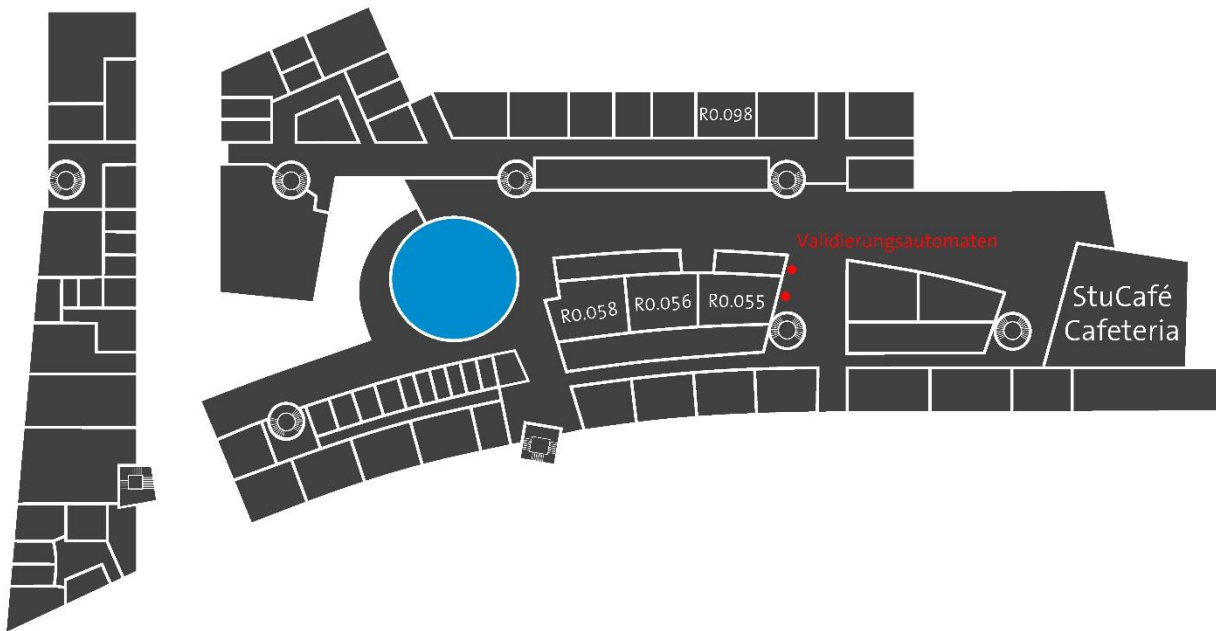 R0.098
Validierungsautomaten
R0.058
R0.056
R0.055
StuCafé
Cafeteria